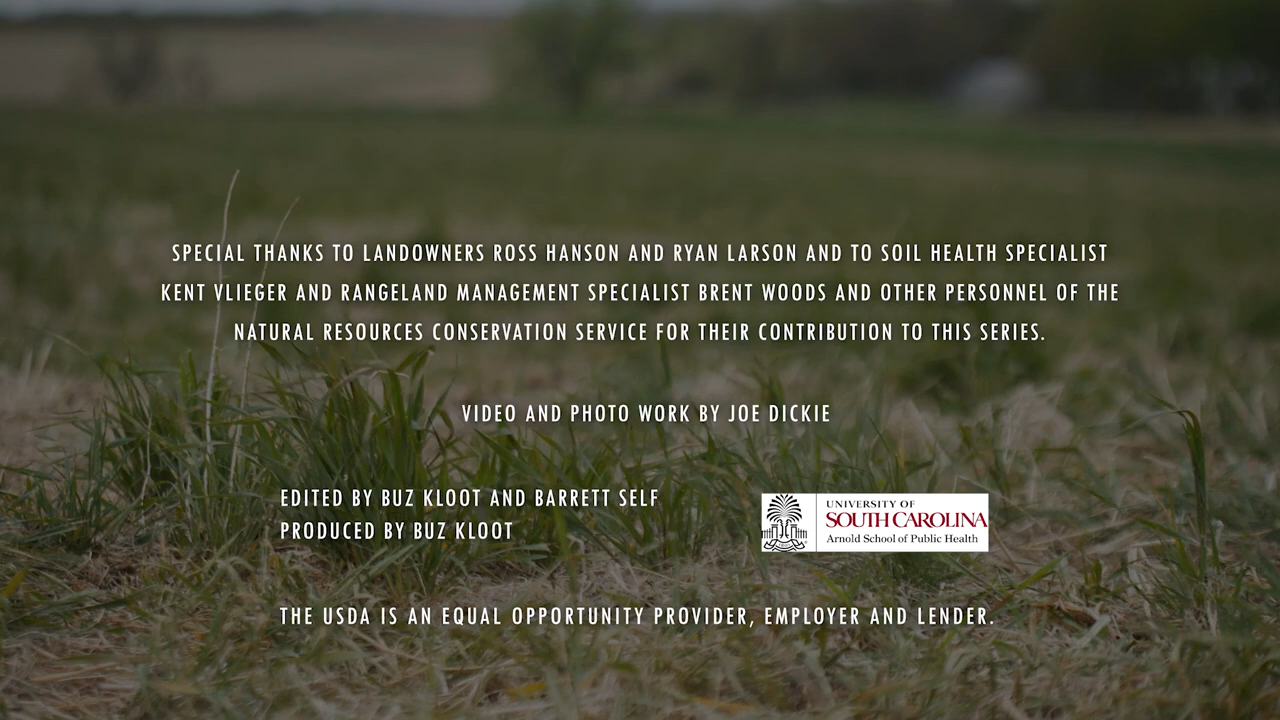 SPECIAL THANKS TO LANDOWNERS ROSS HANSON AND RYAN LARSON AND TO SOIL HEALTH SPECIALIST
KENT VLIEGER AND RANGELAND MANAGEMENT SPECIALIST BRENT WOODS AND OTHER PERSONNEL OF THE
NATURAL RESOURCES CONSERVATION SERVICE FOR THEIR CONTRIBUTION TO THIS SERIES.
VIDEO AND PHOTO WORK BY JOE DICKIE
EDITED BY BUZ KLOOT AND BARRETT SELF
PRODUCED BY BUZ KLOOT
UNIVERSITY OF
SOUTH CAROLINA
Arnold School of Public Health
THE USDA IS AN EQUAL OPPORTUNITY PROVIDER, EMPLOYER AND LENDER.